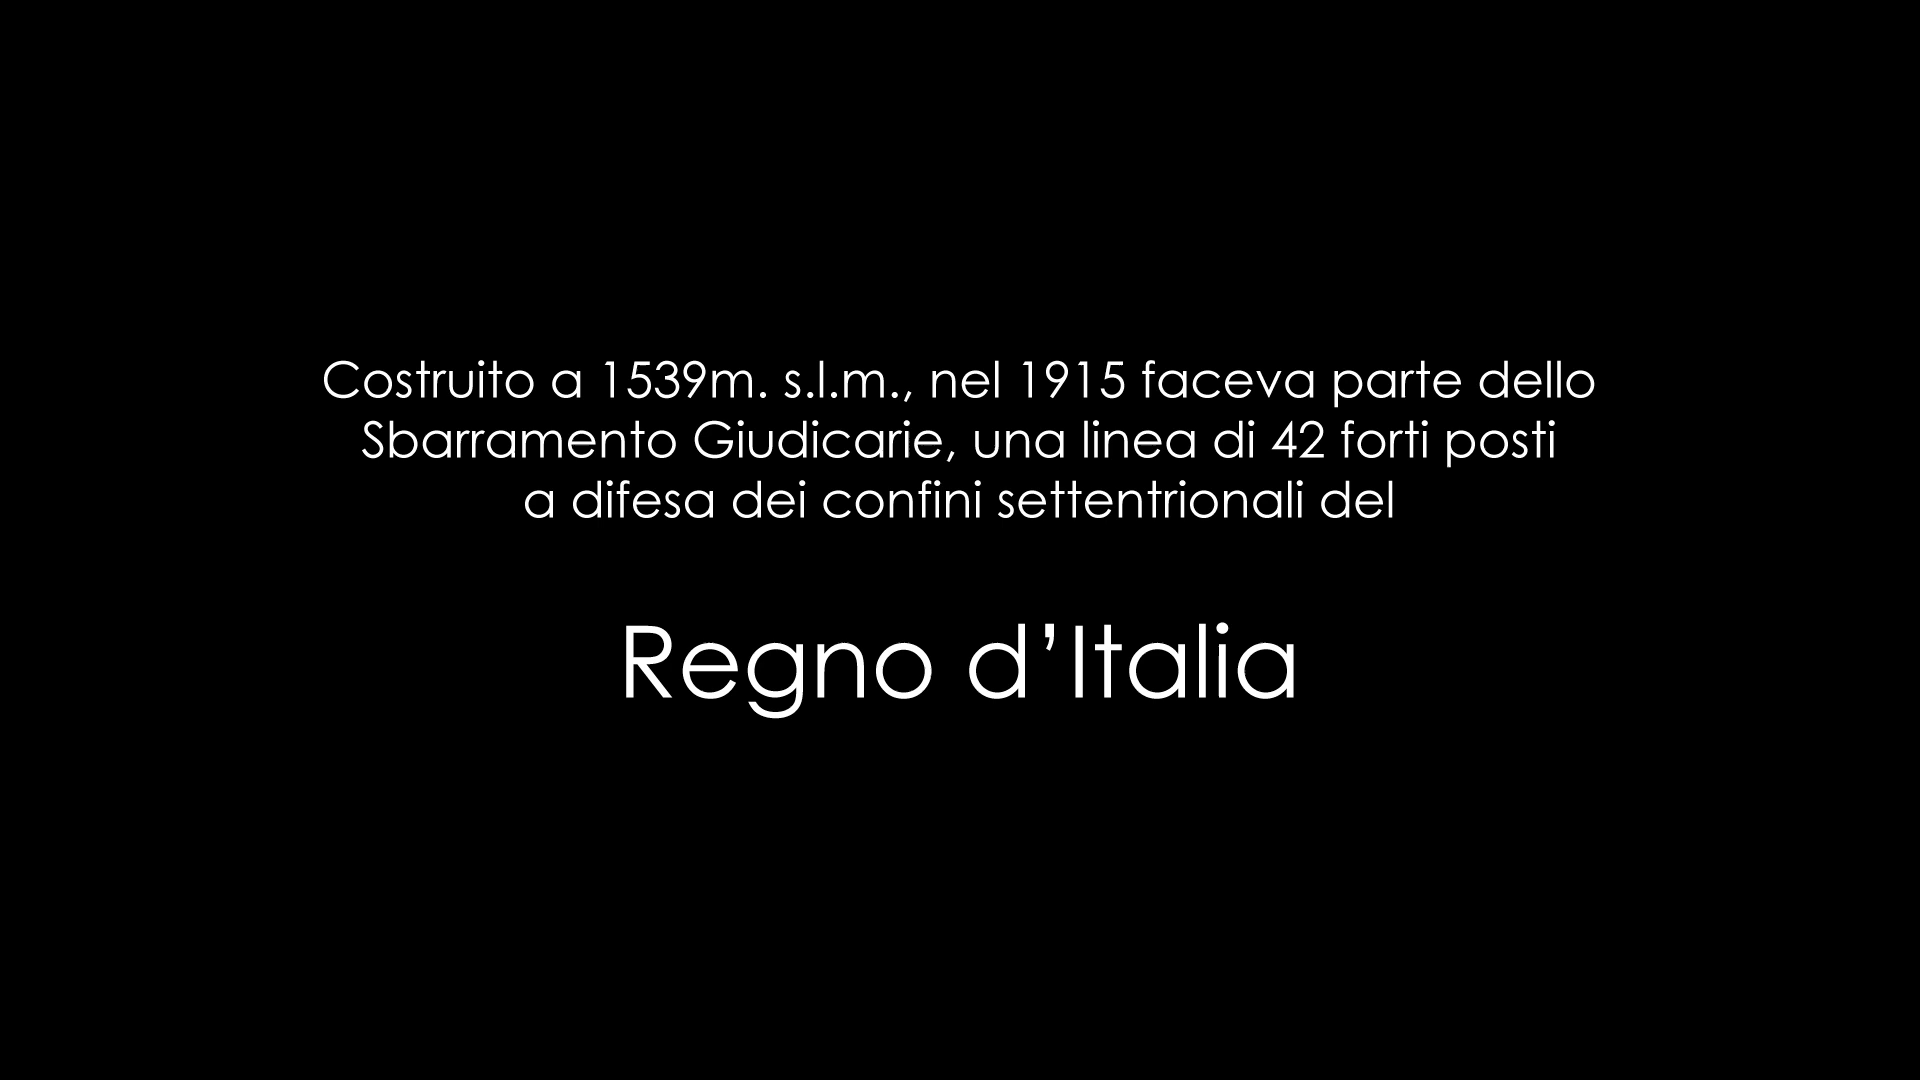 Costruito a 1539m. s.l.m., nel 1915 faceva parte dello
Sbarramento Giudicarie, una linea di 42 forti posti
a difesa dei confini settentrionali del
Regno d’Italia